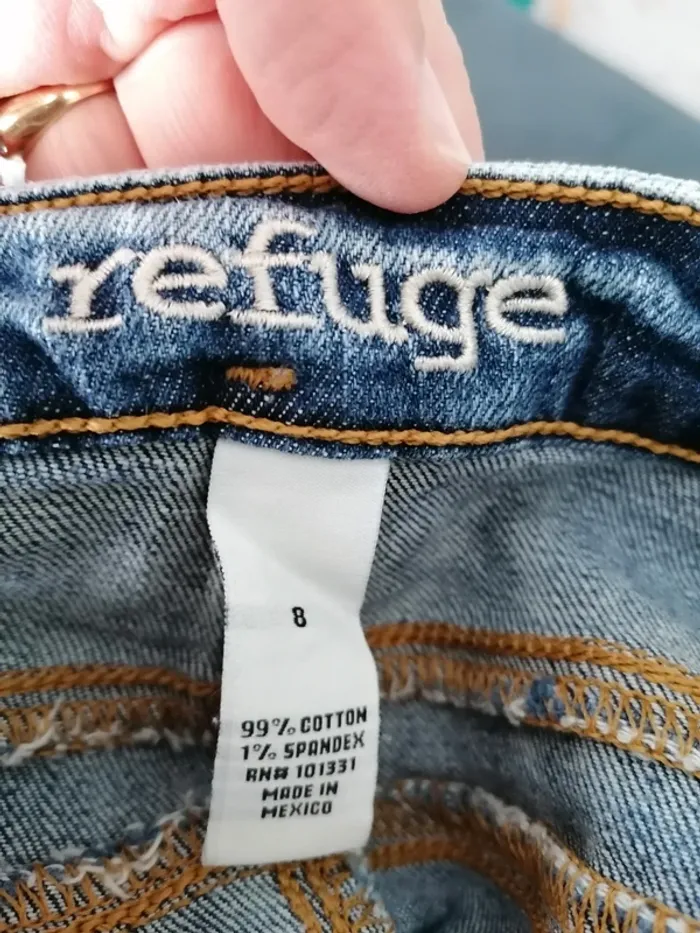 refuge
8
99% COTTON
1% SPANDEX
RN# 101331
MADE IN
MEXICO